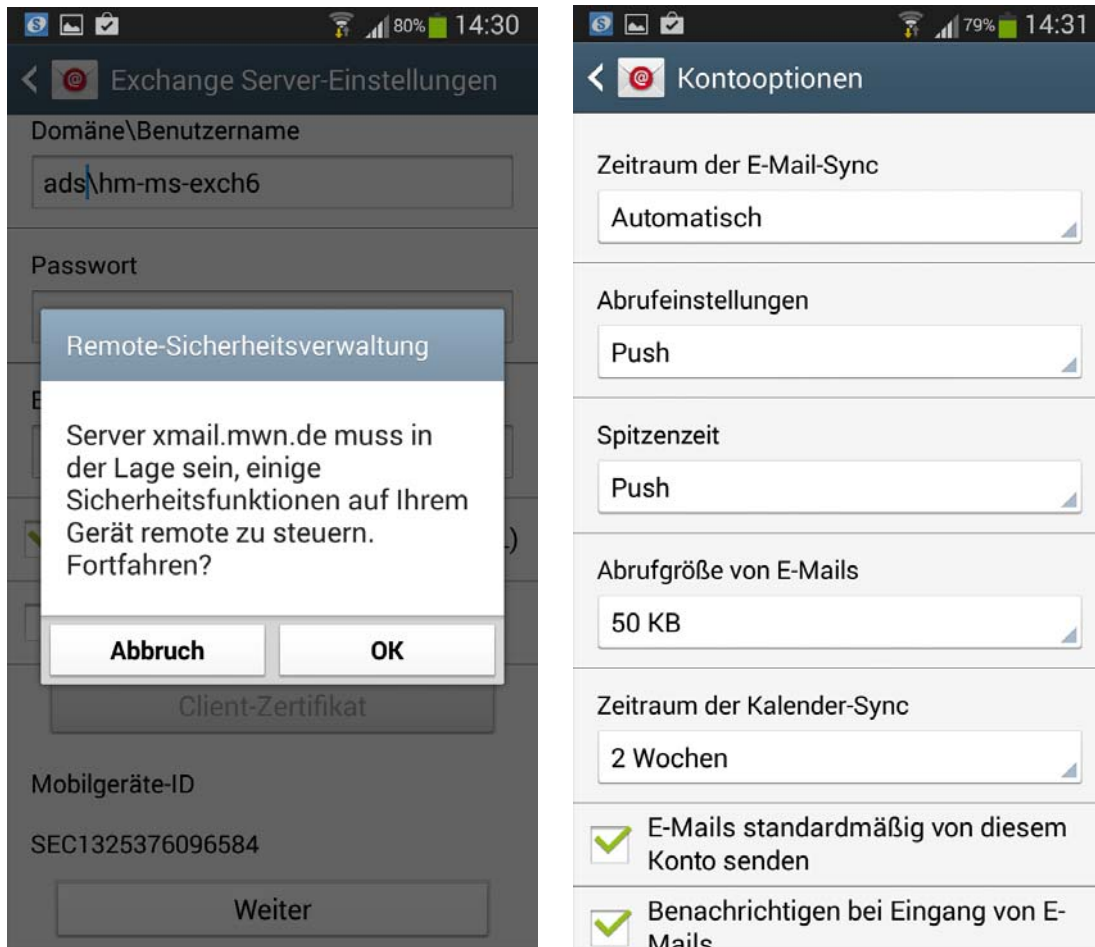 80% 14:30
Exchange Server-Einstellungen
Domäne\Benutzername
ads\hm-ms-exch6
Passwort
Remote-Sicherheitsverwaltung
Server xmail.mwn.de muss in
der Lage sein, einige
Sicherheitsfunktionen auf Ihrem
Gerät remote zu steuern.
Fortfahren?
Abbruch
OK
Client-Zertifikat
Mobilgeräte-ID
SEC1325376096584
Weiter
79% 14:31
Kontooptionen
Zeitraum der E-Mail-Sync
Automatisch
Abrufeinstellungen
Push
Spitzenzeit
Push
Abrufgröße von E-Mails
50 KB
Zeitraum der Kalender-Sync
2 Wochen
E-Mails standardmäßig von diesem
Konto senden
Benachrichtigen bei Eingang von E-
Mails